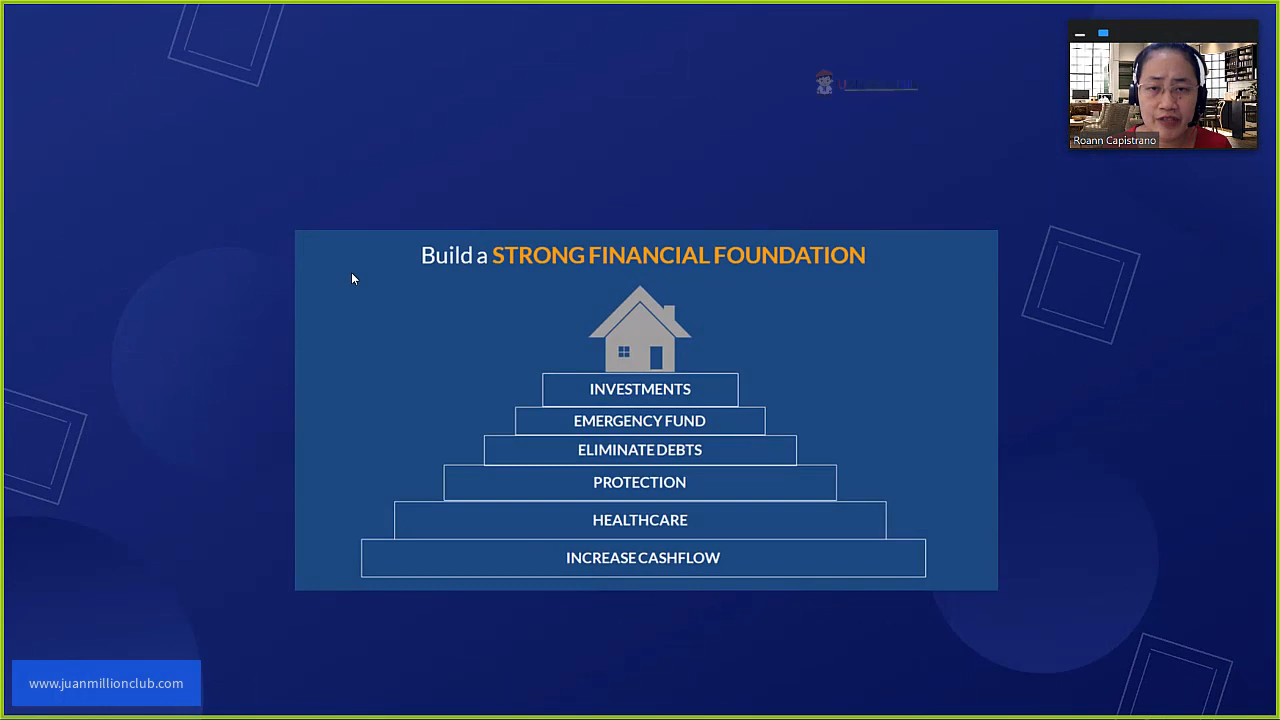 Roann Capistrano
Build a STRONG FINANCIAL FOUNDATION
INVESTMENTS
EMERGENCY FUND
ELIMINATE DEBTS
PROTECTION
HEALTHCARE
INCREASE CASHFLOW
www.juanmillionclub.com